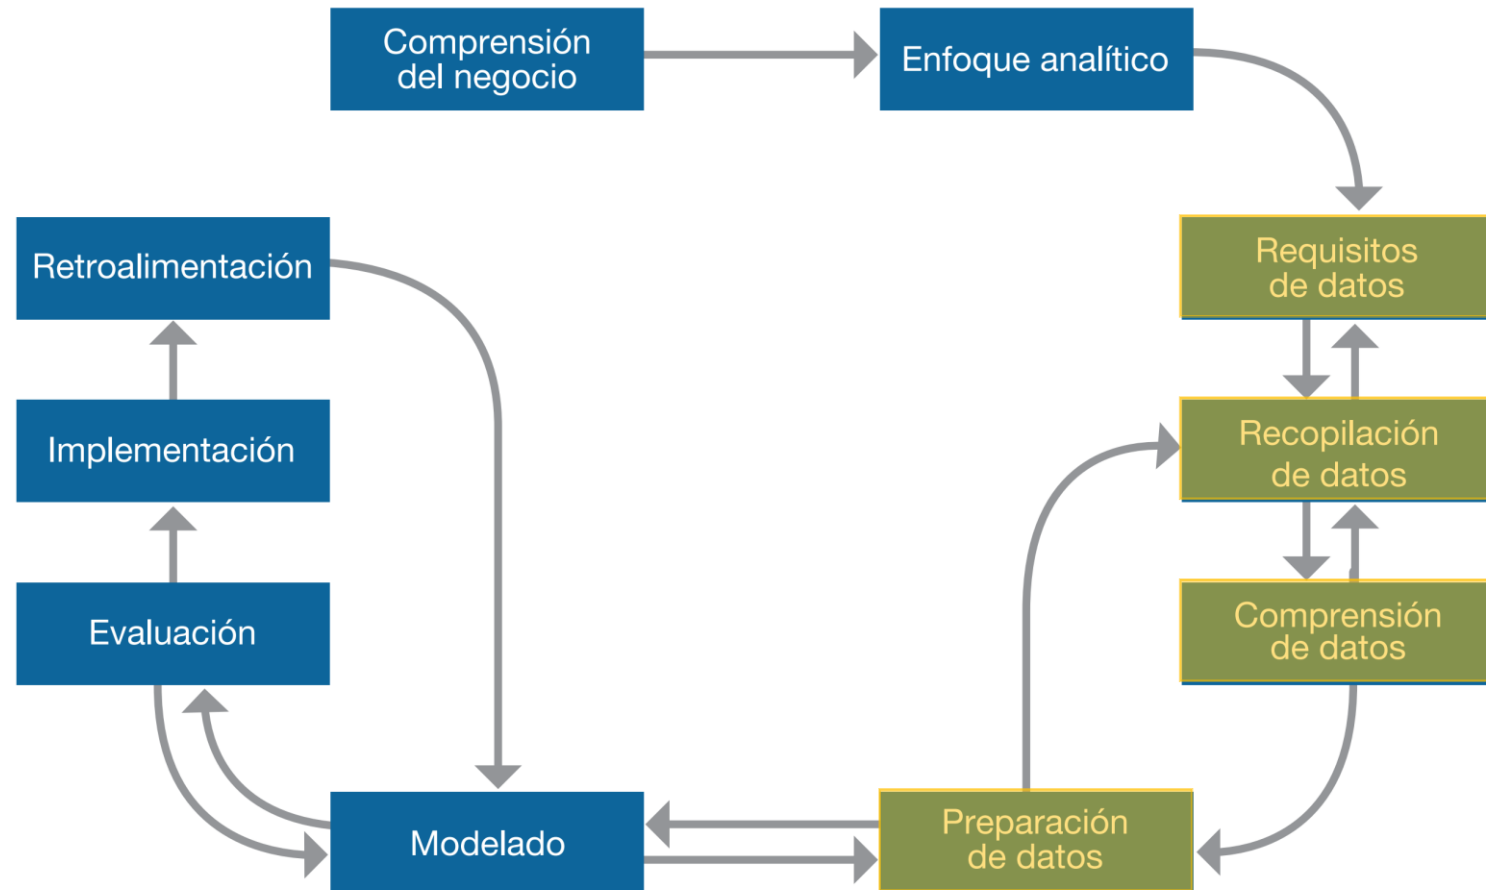 Comprensión
del negocio
Enfoque analítico
Requisitos
de datos
Recopilación
de datos
Comprensión
de datos
Preparación
de datos
Modelado
Evaluación
Implementación
Retroalimentación